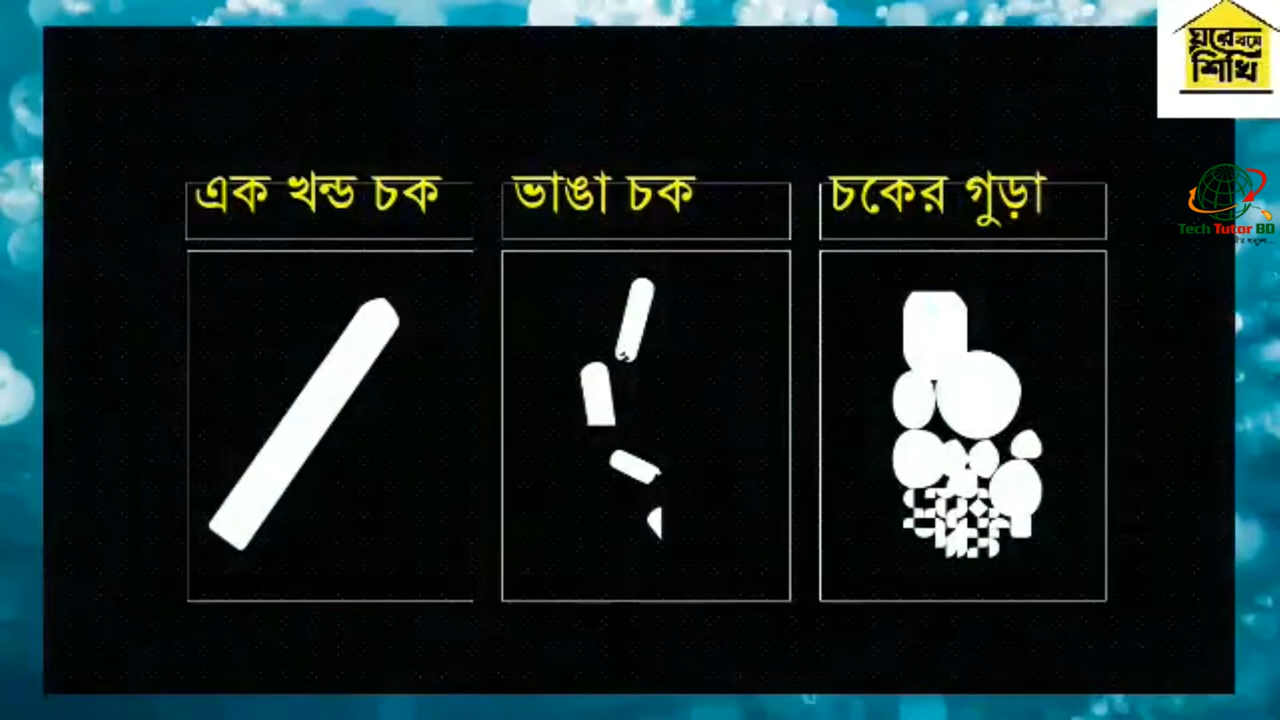 ঘরে বসে
শিখি
এক খন্ড চক
ভাঙা চক
চকের গুড়া
Tech Tutor BD